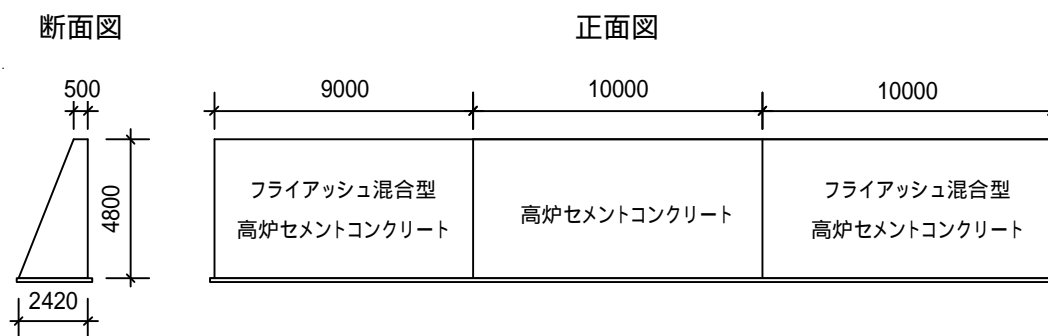 断面図
正面図
500
9000
10000
10000
4800
フライアッシュ混合型
高炉セメントコンクリート
高炉セメントコンクリート
フライアッシュ混合型
高炉セメントコンクリート
2420